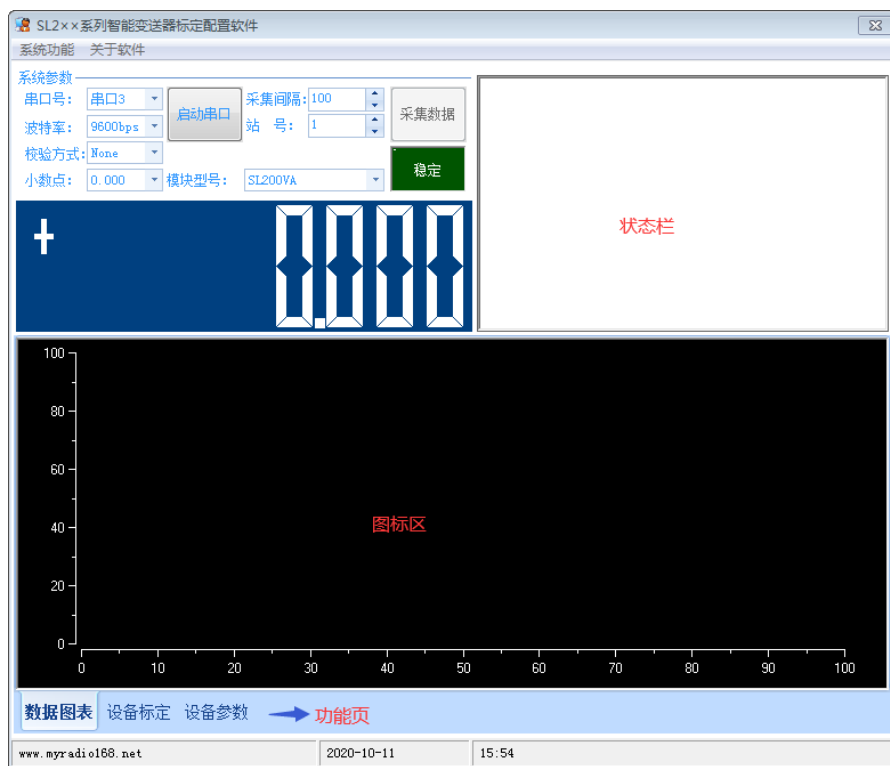 SL2××系列智能变送器标定配置软件
系统功能 关于软件
系统参数
串口号: 串口3 启动串口 采集间隔: 100 采集数据
波特率: 9600bps 站 号: 1
校验方式: None
小数点: 0.000 模块型号: SL200VA 稳定
+ 0.000
状态栏
100
80
60
40
20
0
图标区
0 10 20 30 40 50 60 70 80 90 100
数据图表 设备标定 设备参数 功能页
www.myradio168.net 2020-10-11 15:54